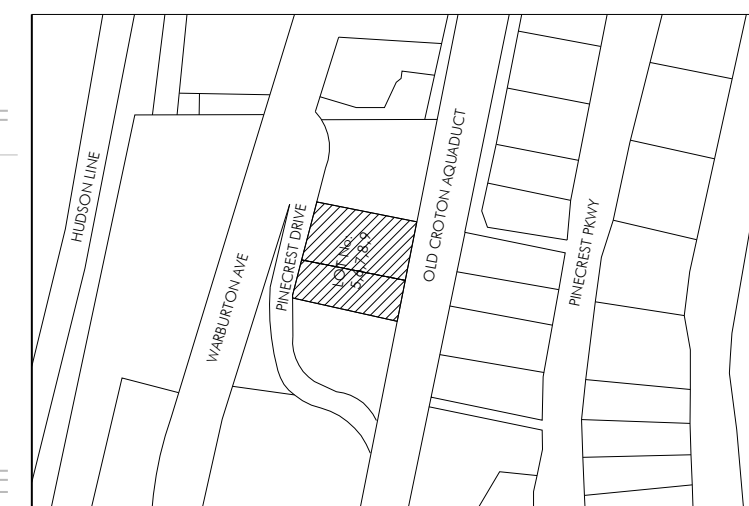 HUDSON LINE
WARBURTON AVE
PINECREST DRIVE
LOT No:
5,6,7,8,9
OLD CROTON AQUADUCT
PINECREST PKWY